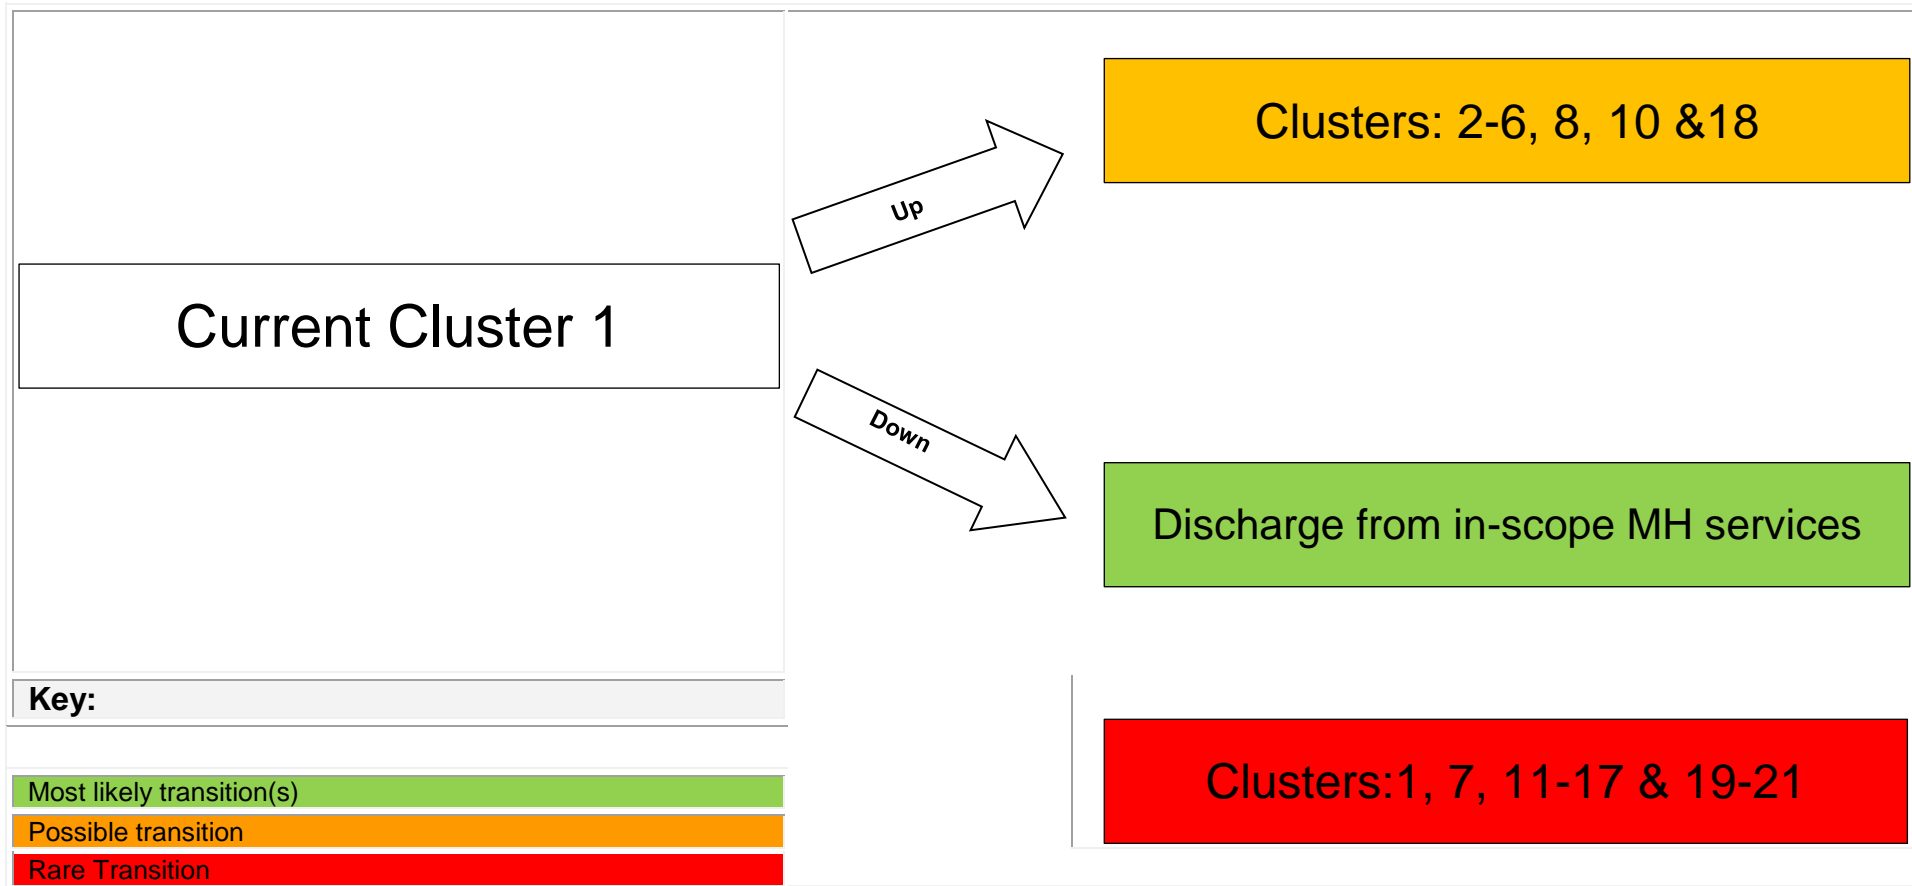 Clusters: 2-6, 8, 10 &18
Up
Current Cluster 1
Down
Discharge from in-scope MH services
Key:
Clusters:1, 7, 11-17 & 19-21
Most likely transition(s)
Possible transition
Rare Transition